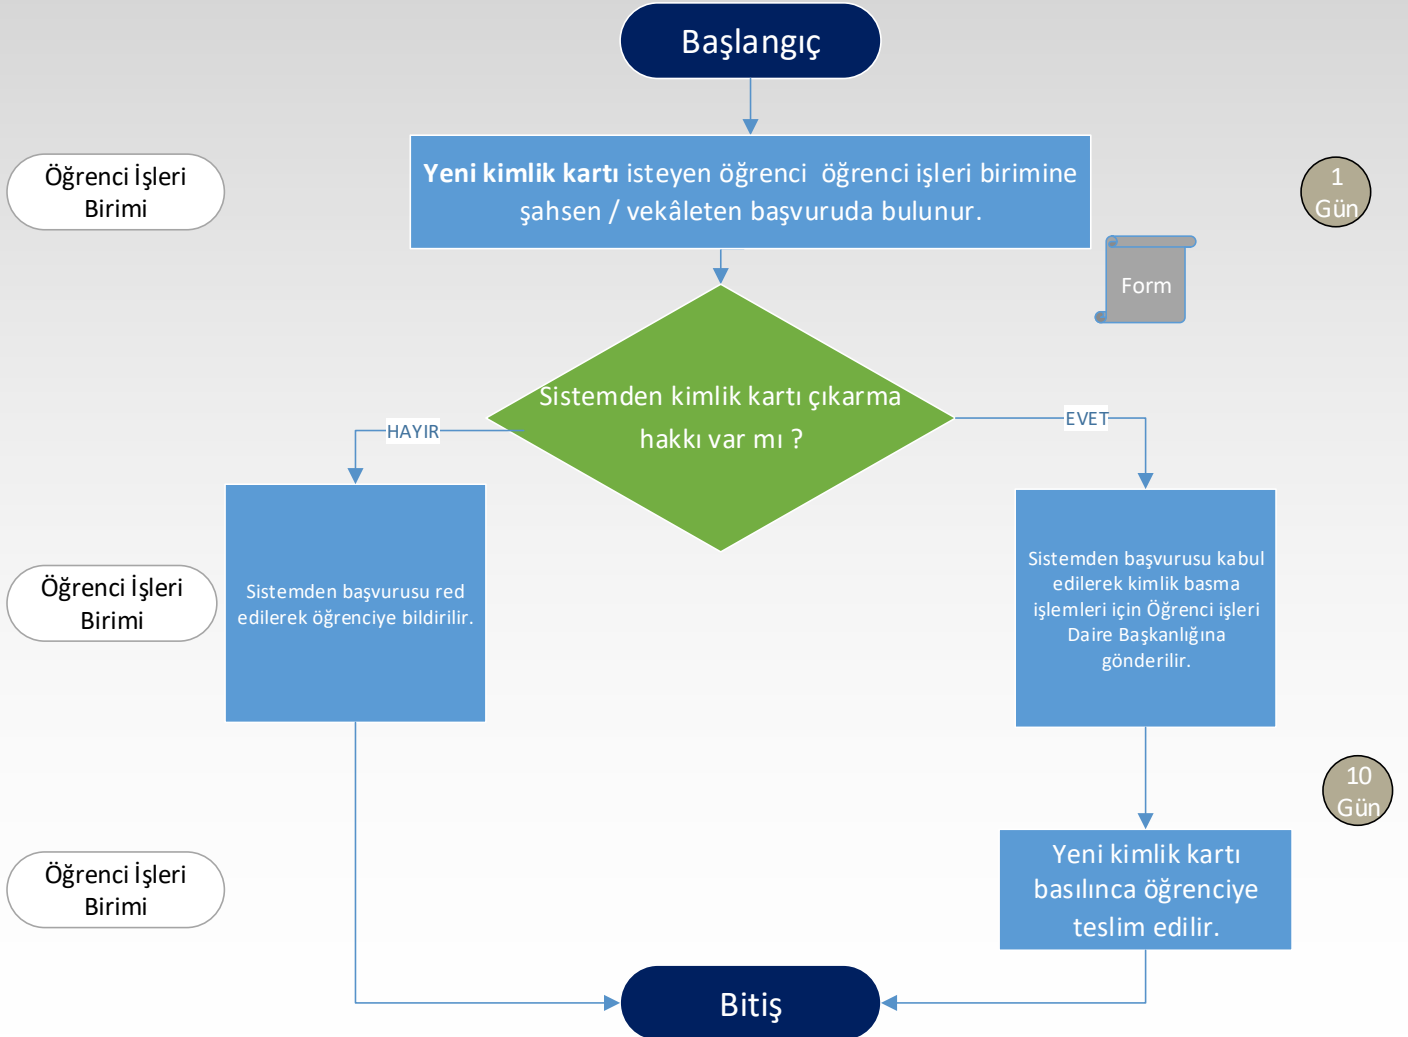 Başlangıç
Öğrenci İşleri
Birimi
Yeni kimlik kartı isteyen öğrenci öğrenci işleri birimine
şahsen / vekâleten başvuruda bulunur.
1
Gün
Form
Sistemden kimlik kartı çıkarma
hakkı var mı ?
HAYIR
EVET
Öğrenci İşleri
Birimi
Sistemden başvurusu red
edilerek öğrenciye bildirilir.
Sistemden başvurusu kabul
edilerek kimlik basma
işlemleri için Öğrenci işleri
Daire Başkanlığına
gönderilir.
10
Gün
Öğrenci İşleri
Birimi
Yeni kimlik kartı
basılınca öğrenciye
teslim edilir.
Bitiş